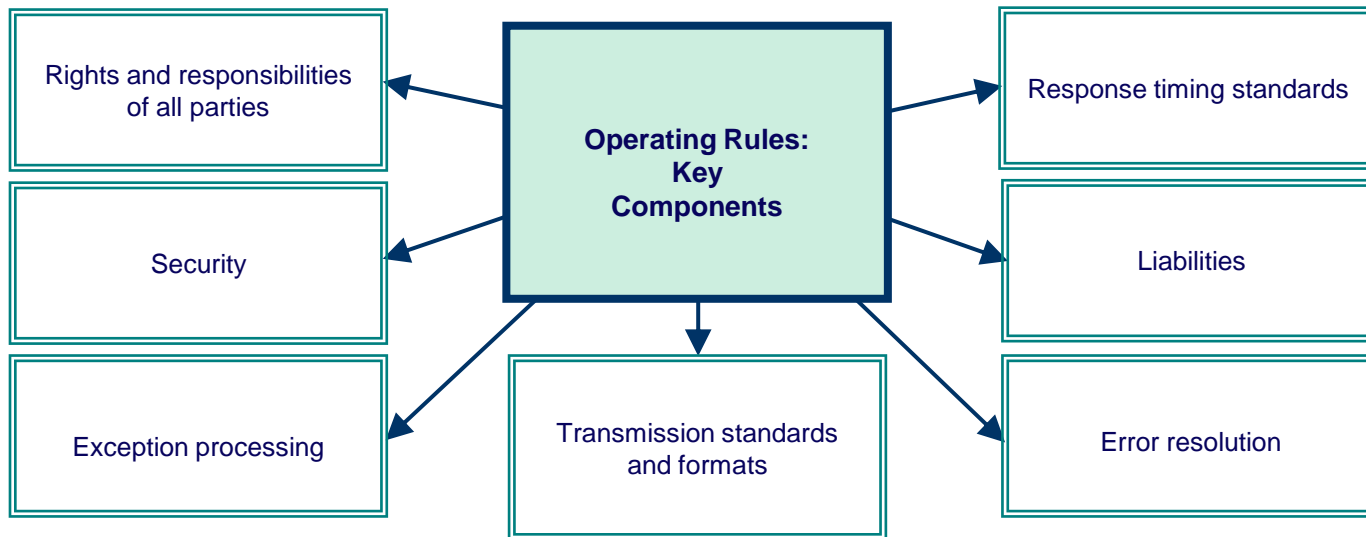 Operating Rules:
Key
Components
Rights and responsibilities
of all parties
Response timing standards
Security
Liabilities
Exception processing
Transmission standards
and formats
Error resolution